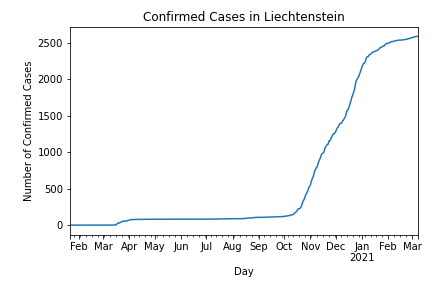 Confirmed Cases in Liechtenstein
2500
2000
1500
1000
500
0
Number of Confirmed Cases
Feb Mar Apr May Jun Jul Aug Sep Oct Nov Dec Jan Feb Mar
2021
Day